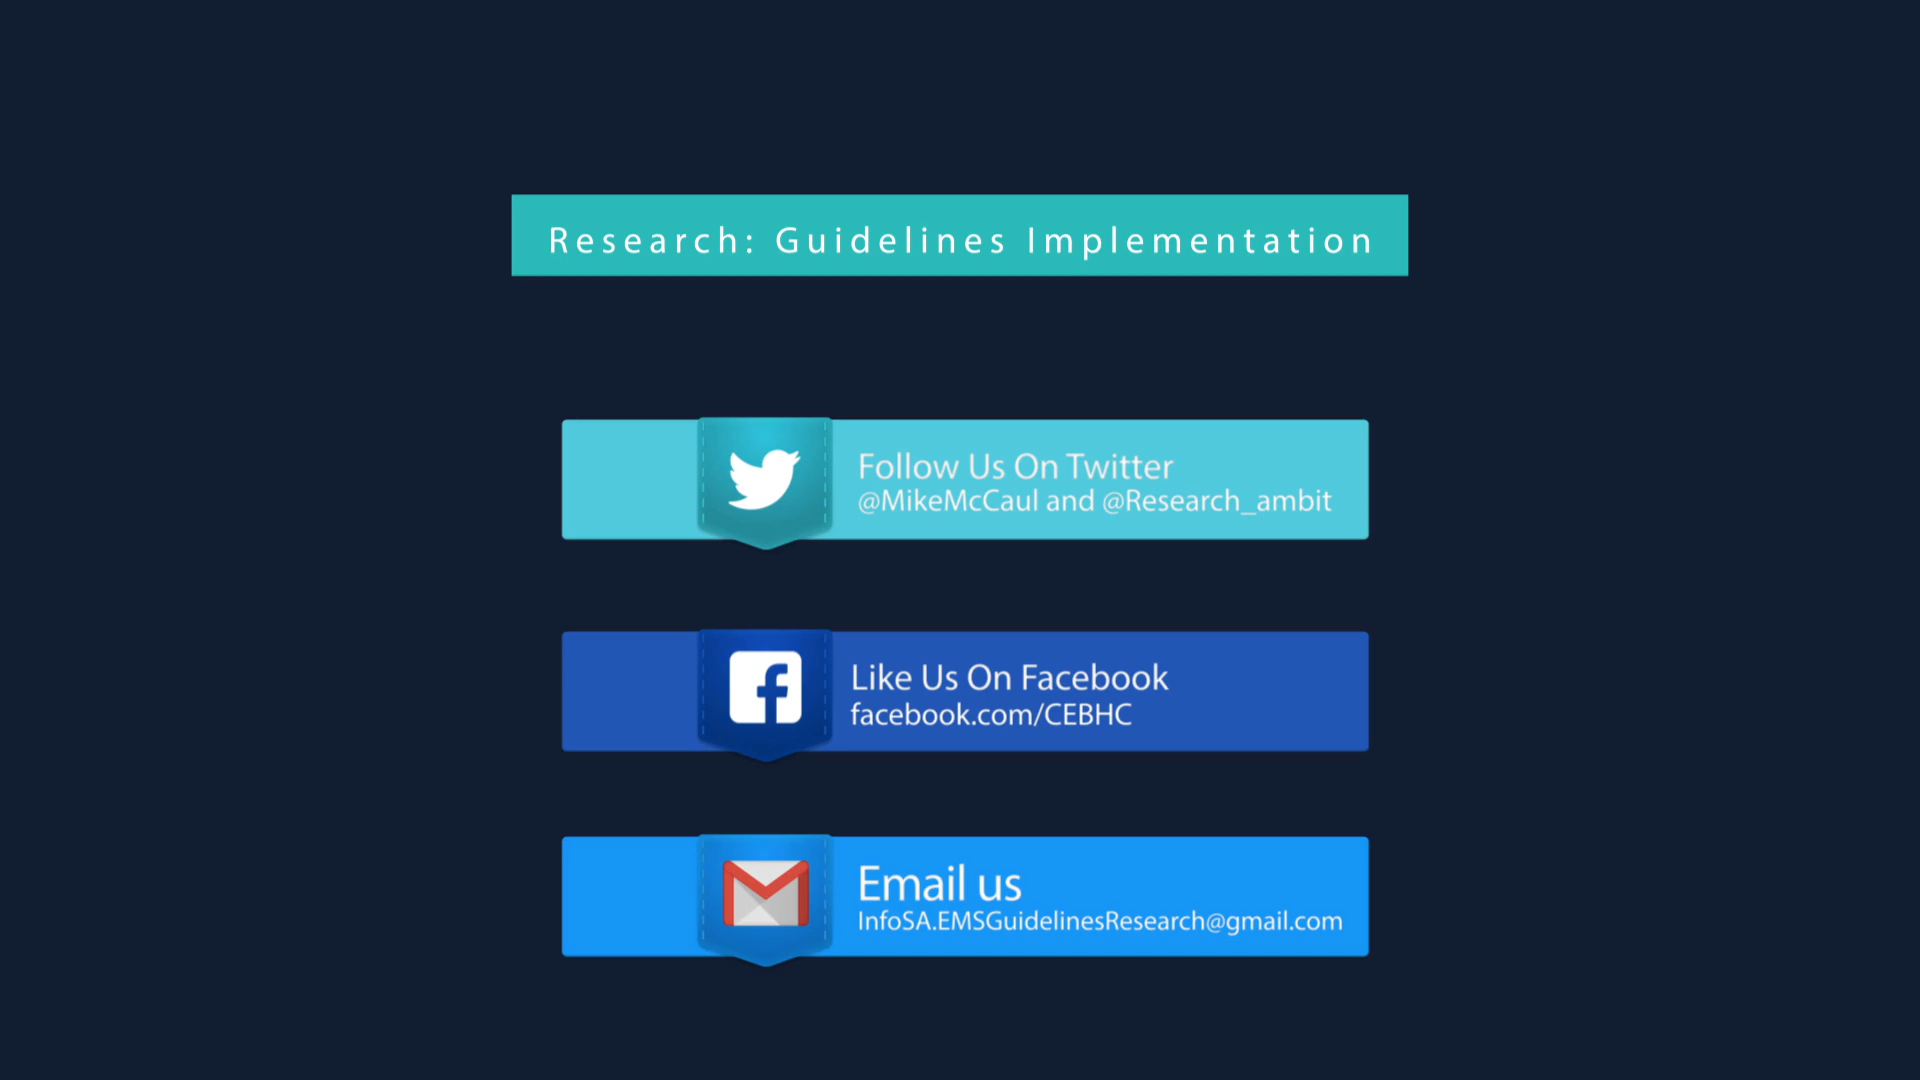 Research: Guidelines Implementation
Follow Us On Twitter
@MikeMcCaul and @Research_ambit
Like Us On Facebook
facebook.com/CEBHC
Email us
InfoSA.EMSGuidelinesResearch@gmail.com